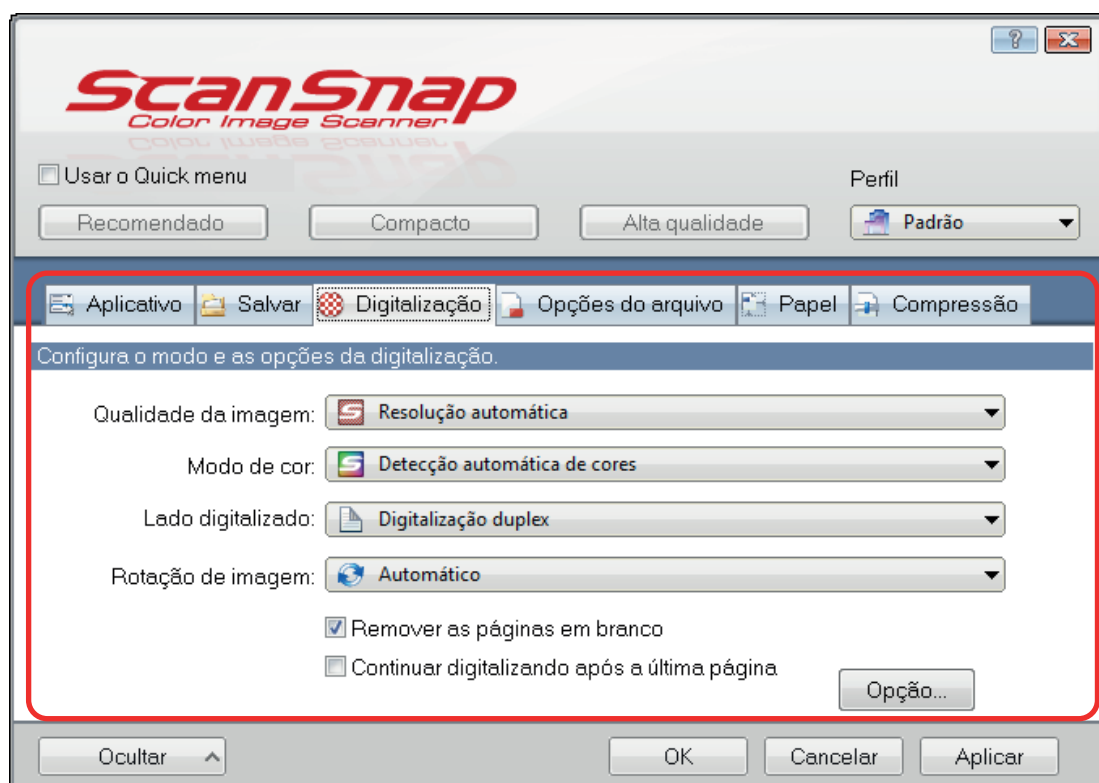 ScanSnap
Color Image Scanner
Usar o Quick menu
Perfil
Recomendado Compacto Alta qualidade Padrão
Aplicativo Salvar Digitalização Opções do arquivo Papel Compressão
Configura o modo e as opções da digitalização.
Qualidade da imagem: Resolução automática
Modo de cor: Detecção automática de cores
Lado digitalizado: Digitalização duplex
Rotação de imagem: Automático
Remover as páginas em branco
Continuar digitalizando após a última página
Opção...
Ocultar OK Cancelar Aplicar